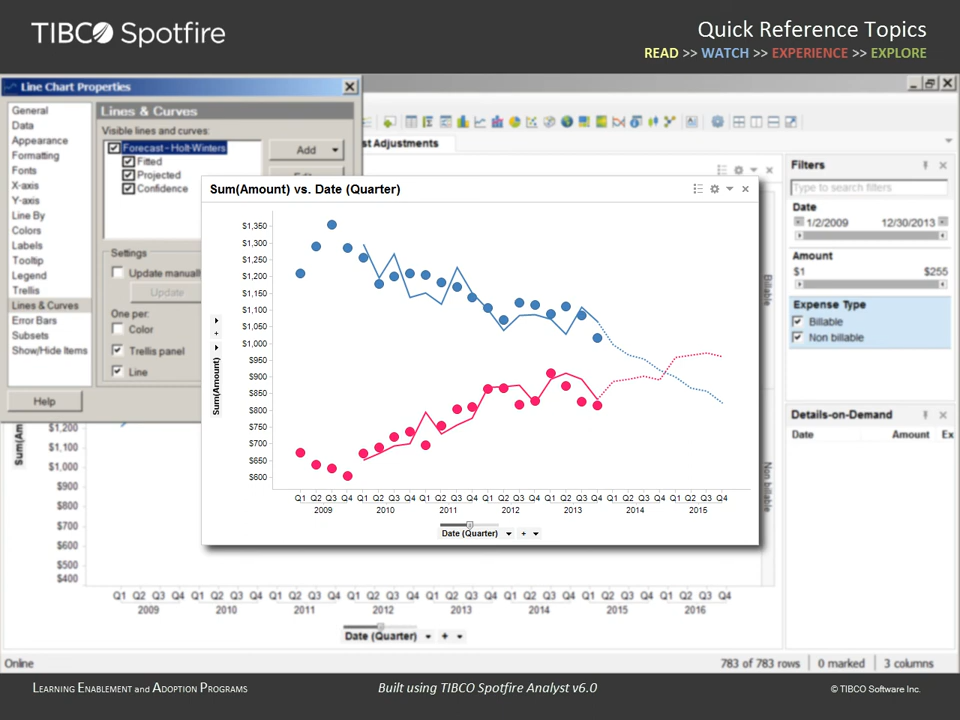 TIBCO Spotfire
Quick Reference Topics
READ >> WATCH >> EXPERIENCE >> EXPLORE
Line Chart Properties
General
Data
Appearance
Formatting
Fonts
X-axis
Y-axis
Line By
Colors
Labels
Tooltip
Legend
Trellis
Lines & Curves
Error Bars
Subsets
Show/Hide Items
Help
Lines & Curves
Visible lines and curves:
Forecast - Holt-Winters
Fitted
Projected
Confidence
Add
Settings
Update manuall
Update
One per:
Color
Trellis panel
Line
st Adjustments
Sum(Amount) vs. Date (Quarter)
$1,350
$1,300
$1,250
$1,200
$1,150
$1,100
$1,050
$1,000
$950
$900
$850
$800
$750
$700
$650
$600
Sum(Amount)
Q1 Q2 Q3 Q4 Q1 Q2 Q3 Q4 Q1 Q2 Q3 Q4 Q1 Q2 Q3 Q4 Q1 Q2 Q3 Q4 Q1 Q2 Q3 Q4 Q1 Q2 Q3 Q4
2009 2010 2011 2012 2013 2014 2015
Date (Quarter) +
Billable
Non billable
Filters
Type to search filters
Date
1/2/2009 12/30/2013
Amount
$1 $255
Expense Type
Billable
Non billable
Details-on-Demand
Date Amount Ex
Sum(Am
$1,200
$1,100
$1,000
$900
$800
$700
$600
$500
$400
Q1 Q2 Q3 Q4 Q1 Q2 Q3 Q4 Q1 Q2 Q3 Q4 Q1 Q2 Q3 Q4 Q1 Q2 Q3 Q4 Q1 Q2 Q3 Q4 Q1 Q2 Q3 Q4 Q1 Q2 Q3 Q4
2009 2010 2011 2012 2013 2014 2015 2016
Date (Quarter) +
Online
783 of 783 rows 0 marked 3 columns
LEARNING ENABLEMENT and ADOPTION PROGRAMS
Built using TIBCO Spotfire Analyst v6.0
© TIBCO Software Inc.